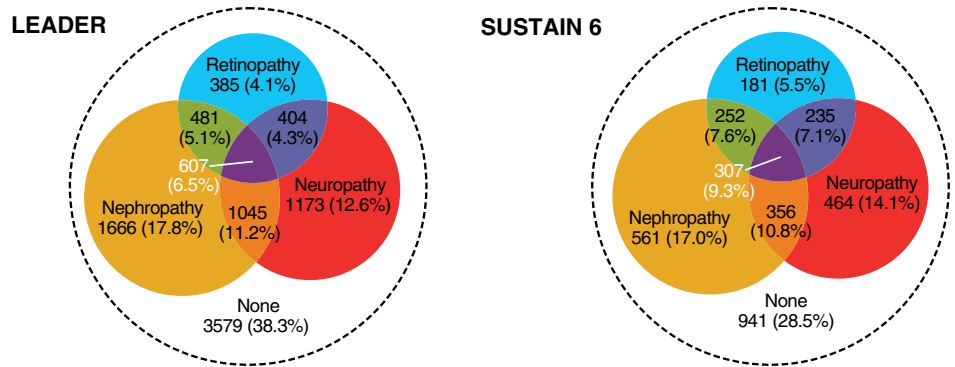 LEADER
Retinopathy
385 (4.1%)
481
(5.1%)
404
(4.3%)
607
(6.5%)
Neuropathy
1173 (12.6%)
Nephropathy
1666 (17.8%)
1045
(11.2%)
None
3579 (38.3%)
SUSTAIN 6
Retinopathy
181 (5.5%)
252
(7.6%)
235
(7.1%)
307
(9.3%)
Neuropathy
464 (14.1%)
Nephropathy
561 (17.0%)
356
(10.8%)
None
941 (28.5%)